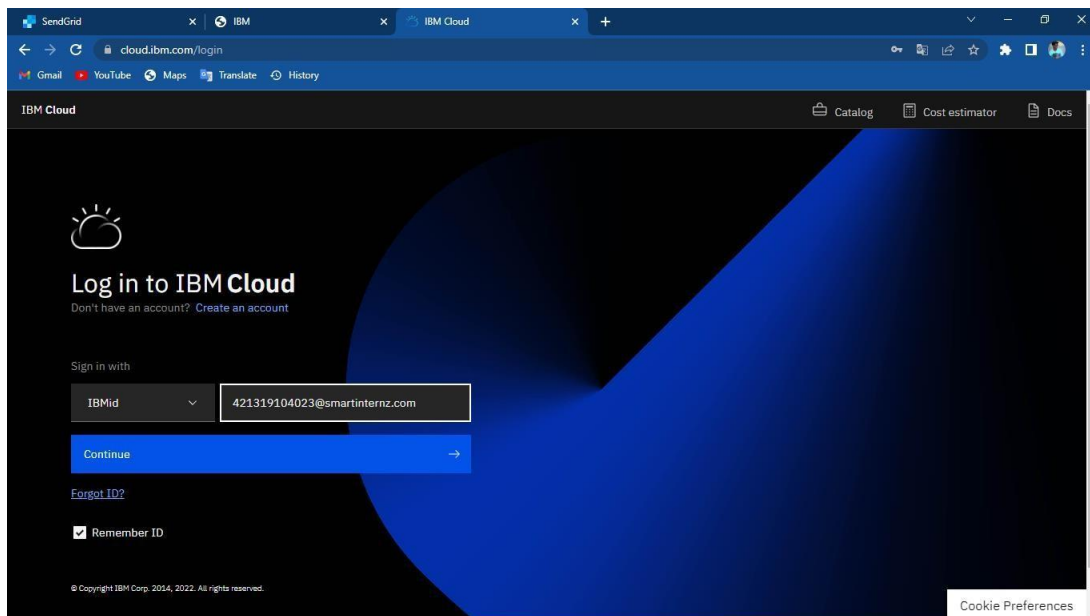 SendGrid IBM IBM Cloud
cloud.ibm.com/login
Gmail YouTube Maps Translate History
IBM Cloud Catalog Cost estimator Docs
Log in to IBM Cloud
Don't have an account? Create an account
Sign in with
IBMid 421319104023@smartinternz.com
Continue
Forgot ID?
Remember ID
© Copyright IBM Corp. 2014, 2022. All rights reserved.
Cookie Preferences